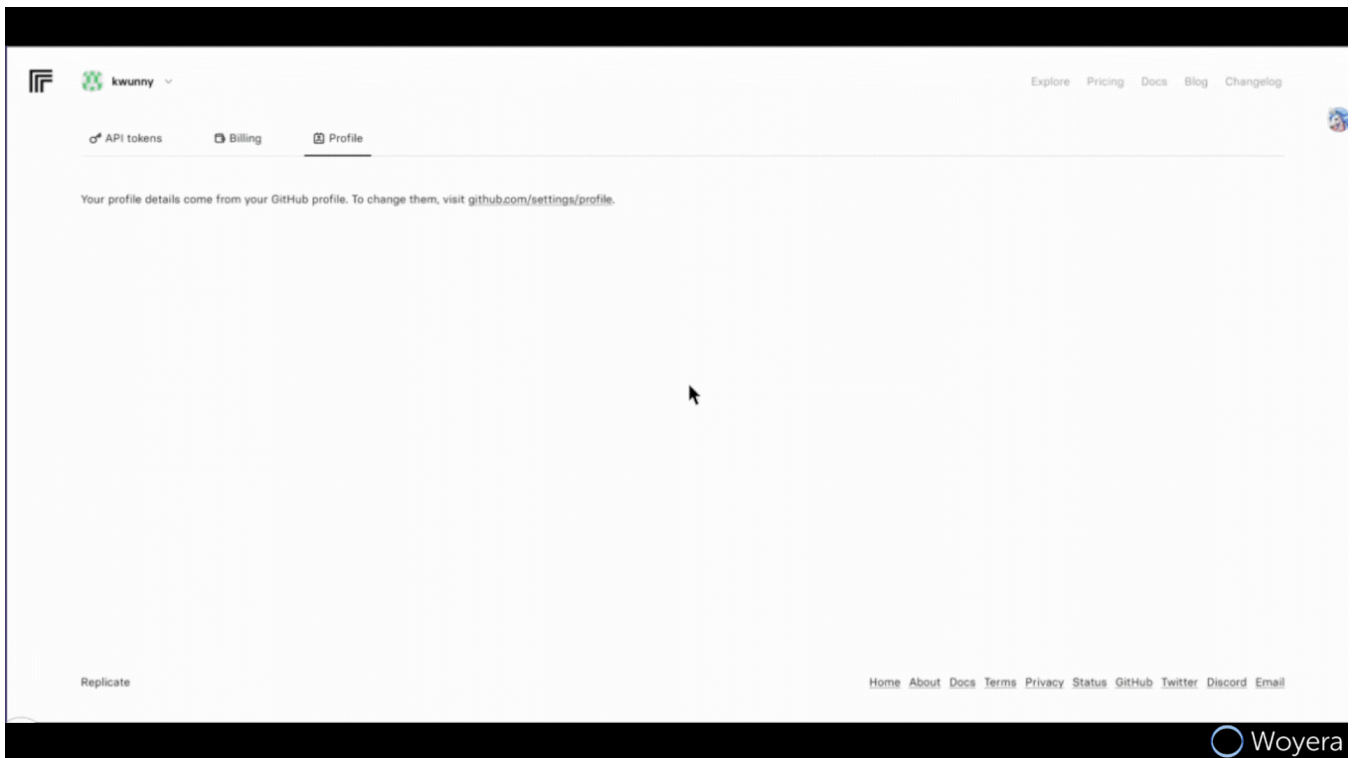 kwunny
Explore Pricing Docs Blog Changelog
API tokens Billing Profile
Your profile details come from your GitHub profile. To change them, visit github.com/settings/profile.
Replicate
Home About Docs Terms Privacy Status GitHub Twitter Discord Email
Woyera